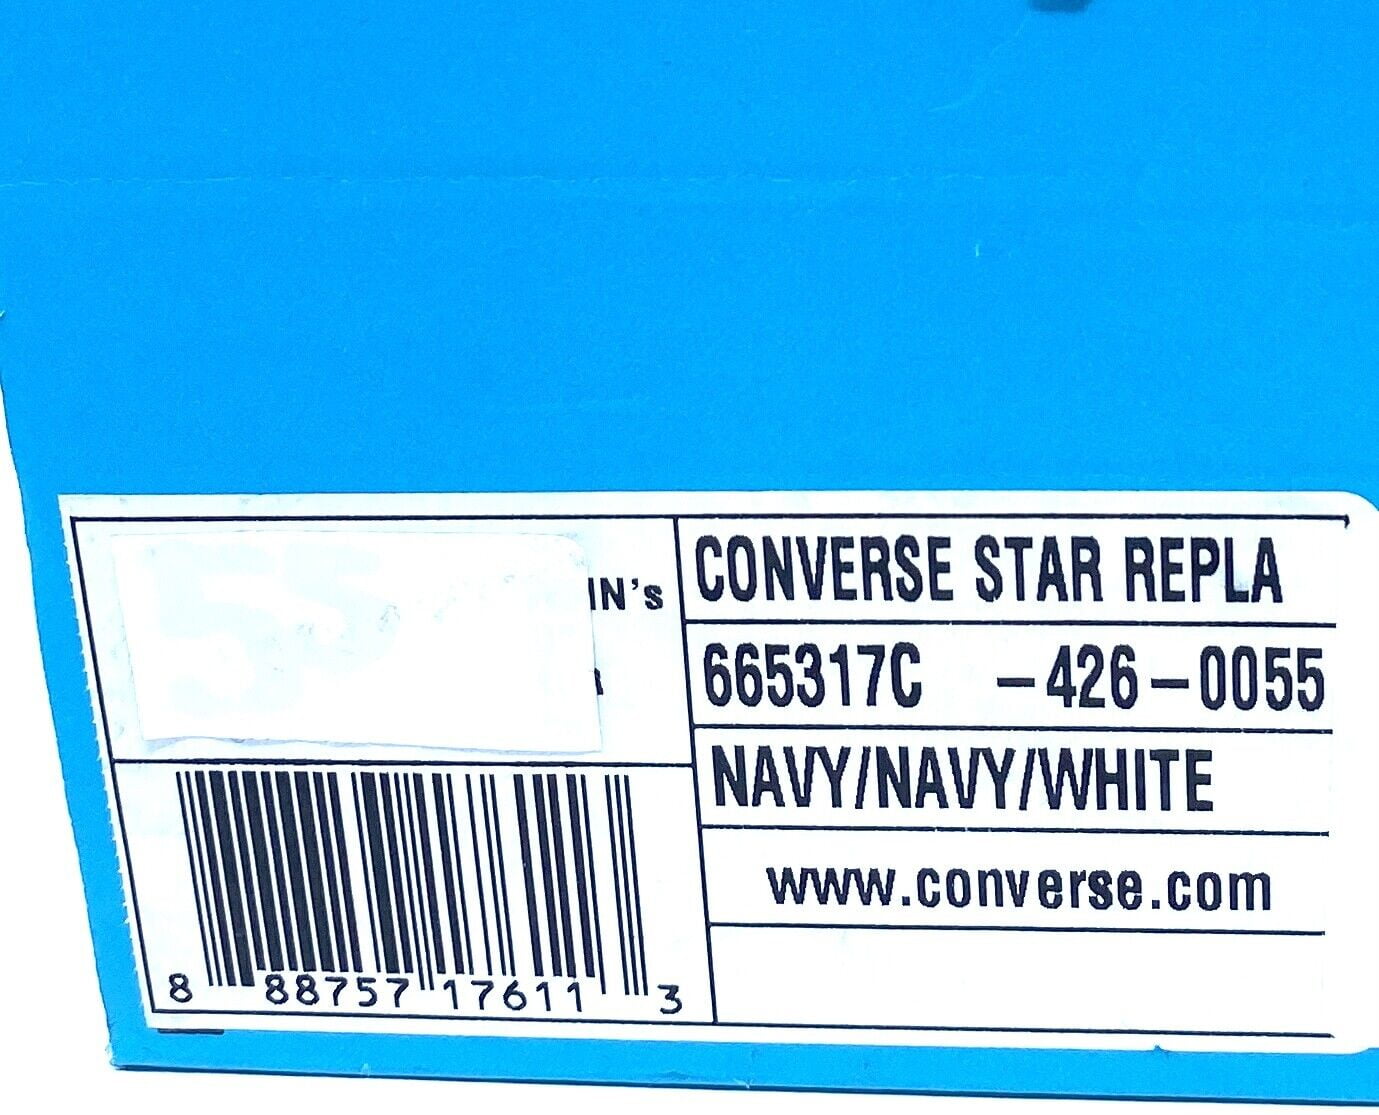 IN's
CONVERSE STAR REPLA
665317C -426-0055
NAVY/NAVY/WHITE
www.converse.com
8 88757 17611 3